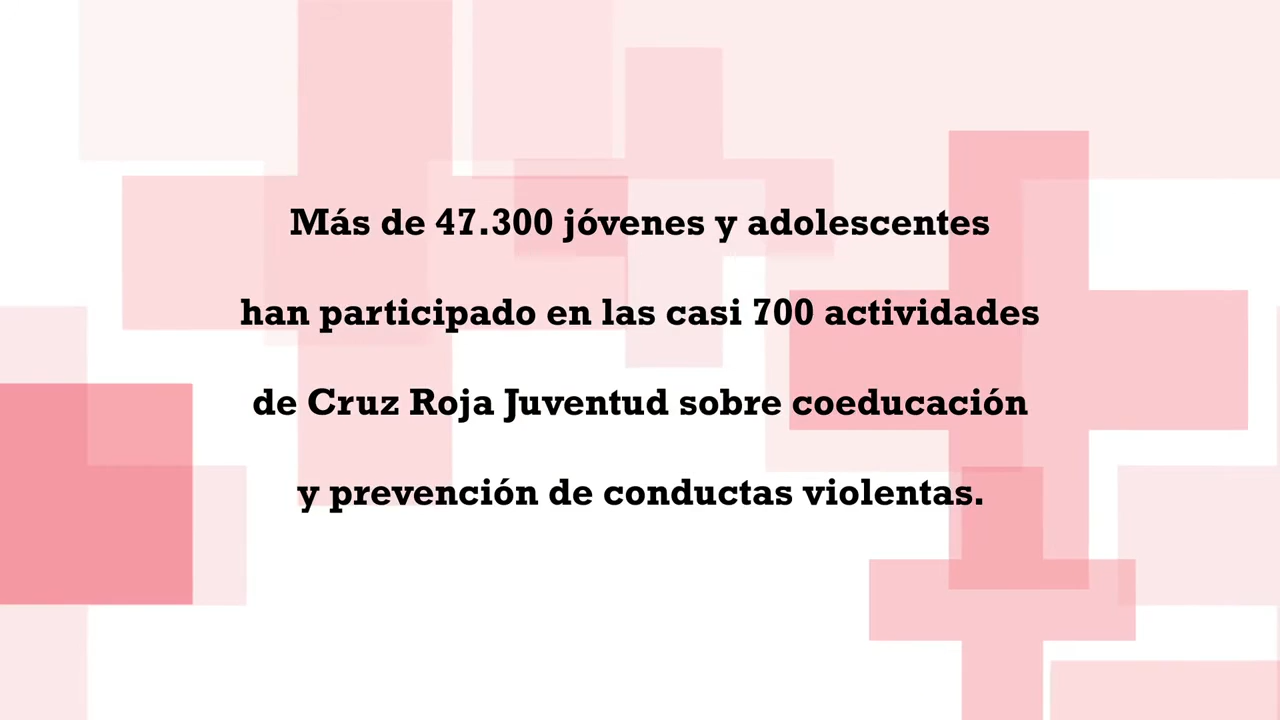 Más de 47.300 jóvenes y adolescentes
han participado en las casi 700 actividades
de Cruz Roja Juventud sobre coeducación
y prevención de conductas violentas.